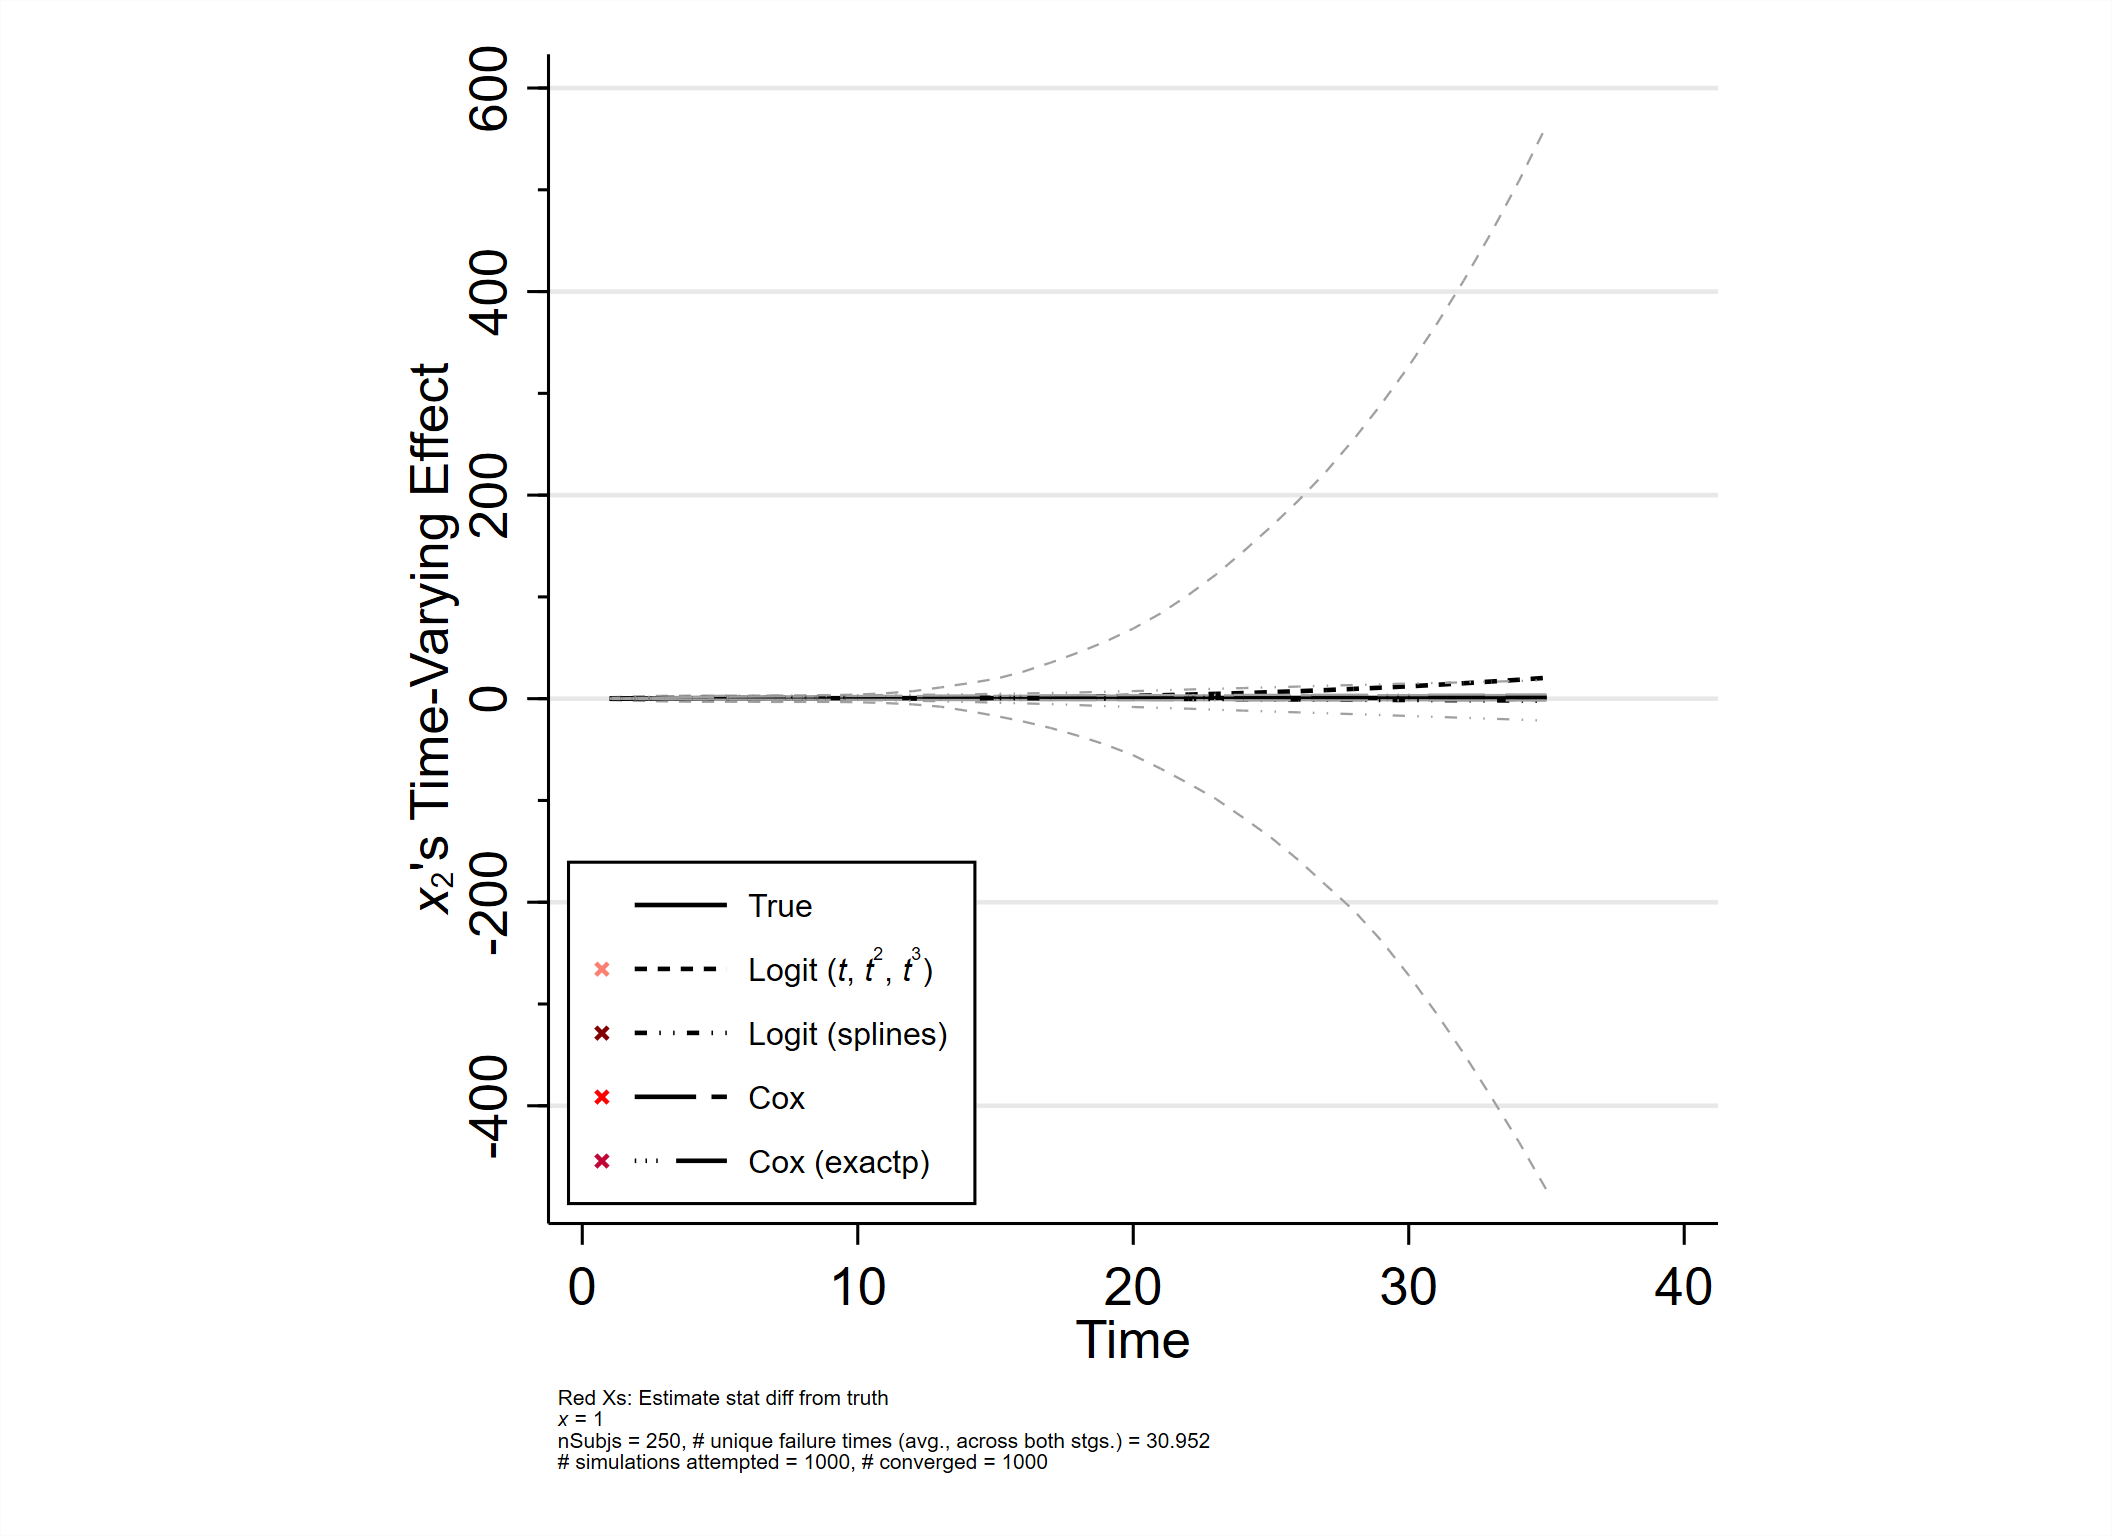 600
400
200
0
-200
-400
x₂'s Time-Varying Effect
True
Logit (t, t², t³)
Logit (splines)
Cox
Cox (exactp)
0 10 20 30 40
Time
Red Xs: Estimate stat diff from truth
x = 1
nSubjs = 250, # unique failure times (avg., across both stgs.) = 30.952
# simulations attempted = 1000, # converged = 1000